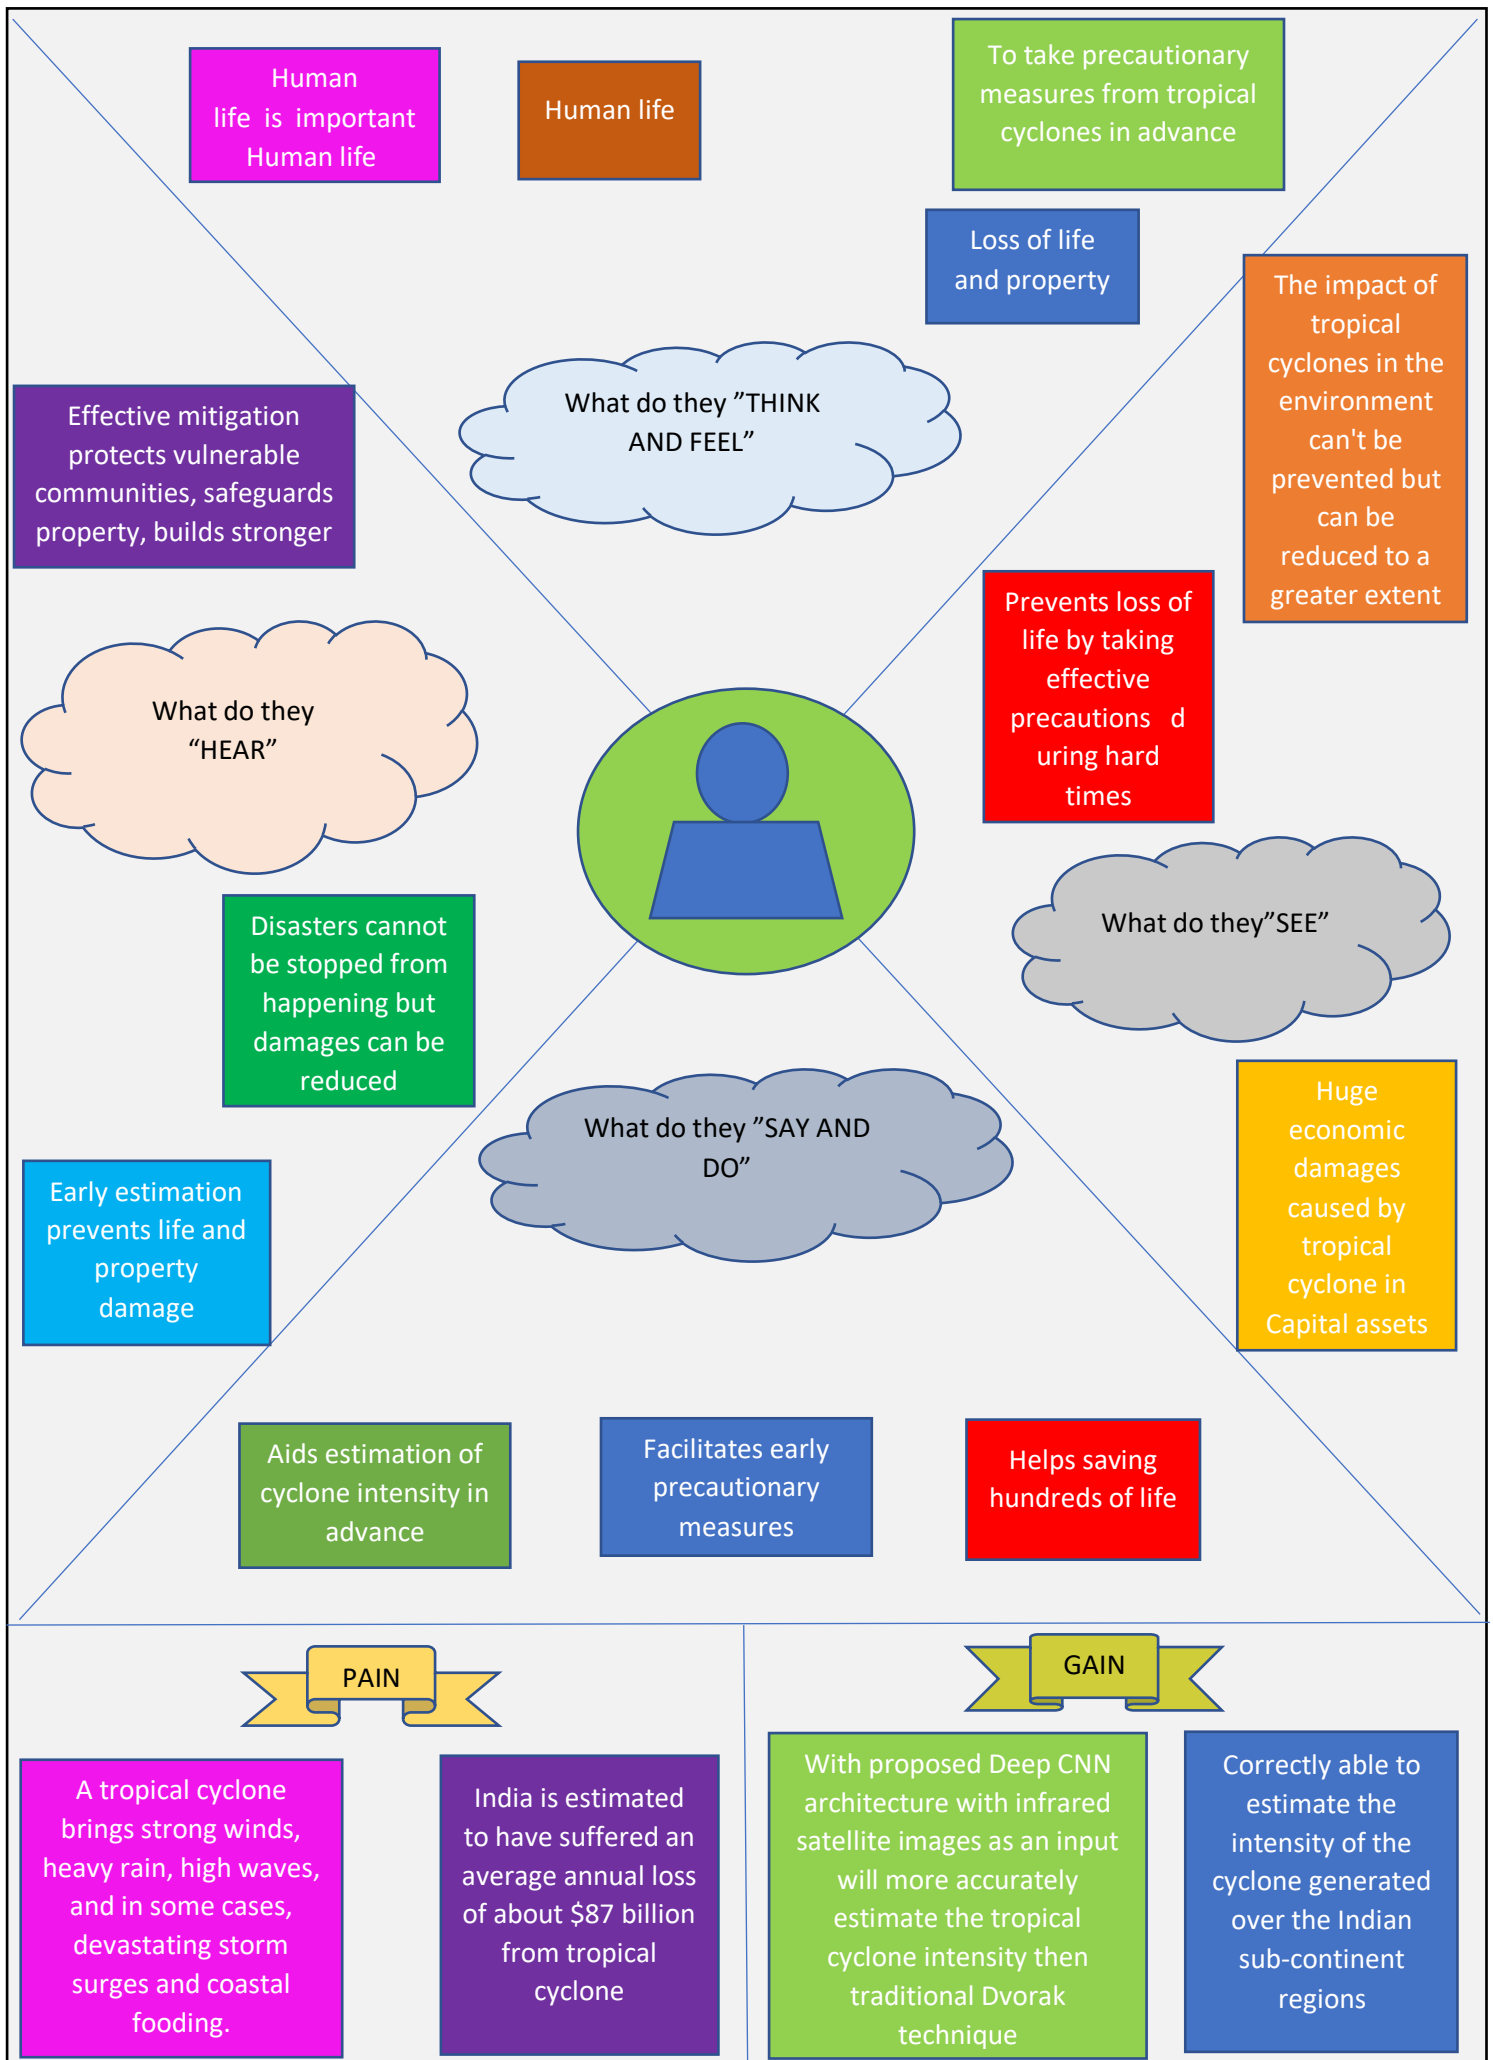 Human
life is important
Human life
Human life
To take precautionary
measures from tropical
cyclones in advance
Loss of life
and property
The impact of
tropical
cyclones in the
environment
can't be
prevented but
can be
reduced to a
greater extent
What do they ”THINK
AND FEEL”
Effective mitigation
protects vulnerable
communities, safeguards
property, builds stronger
Prevents loss of
life by taking
effective
precautions d
uring hard
times
What do they
“HEAR”
What do they”SEE”
Disasters cannot
be stopped from
happening but
damages can be
reduced
What do they ”SAY AND
DO”
Huge
economic
damages
caused by
tropical
cyclone in
Capital assets
Early estimation
prevents life and
property
damage
Aids estimation of
cyclone intensity in
advance
Facilitates early
precautionary
measures
Helps saving
hundreds of life
PAIN
GAIN
A tropical cyclone
brings strong winds,
heavy rain, high waves,
and in some cases,
devastating storm
surges and coastal
fooding.
India is estimated
to have suffered an
average annual loss
of about $87 billion
from tropical
cyclone
With proposed Deep CNN
architecture with infrared
satellite images as an input
will more accurately
estimate the tropical
cyclone intensity then
traditional Dvorak
technique
Correctly able to
estimate the
intensity of the
cyclone generated
over the Indian
sub-continent
regions